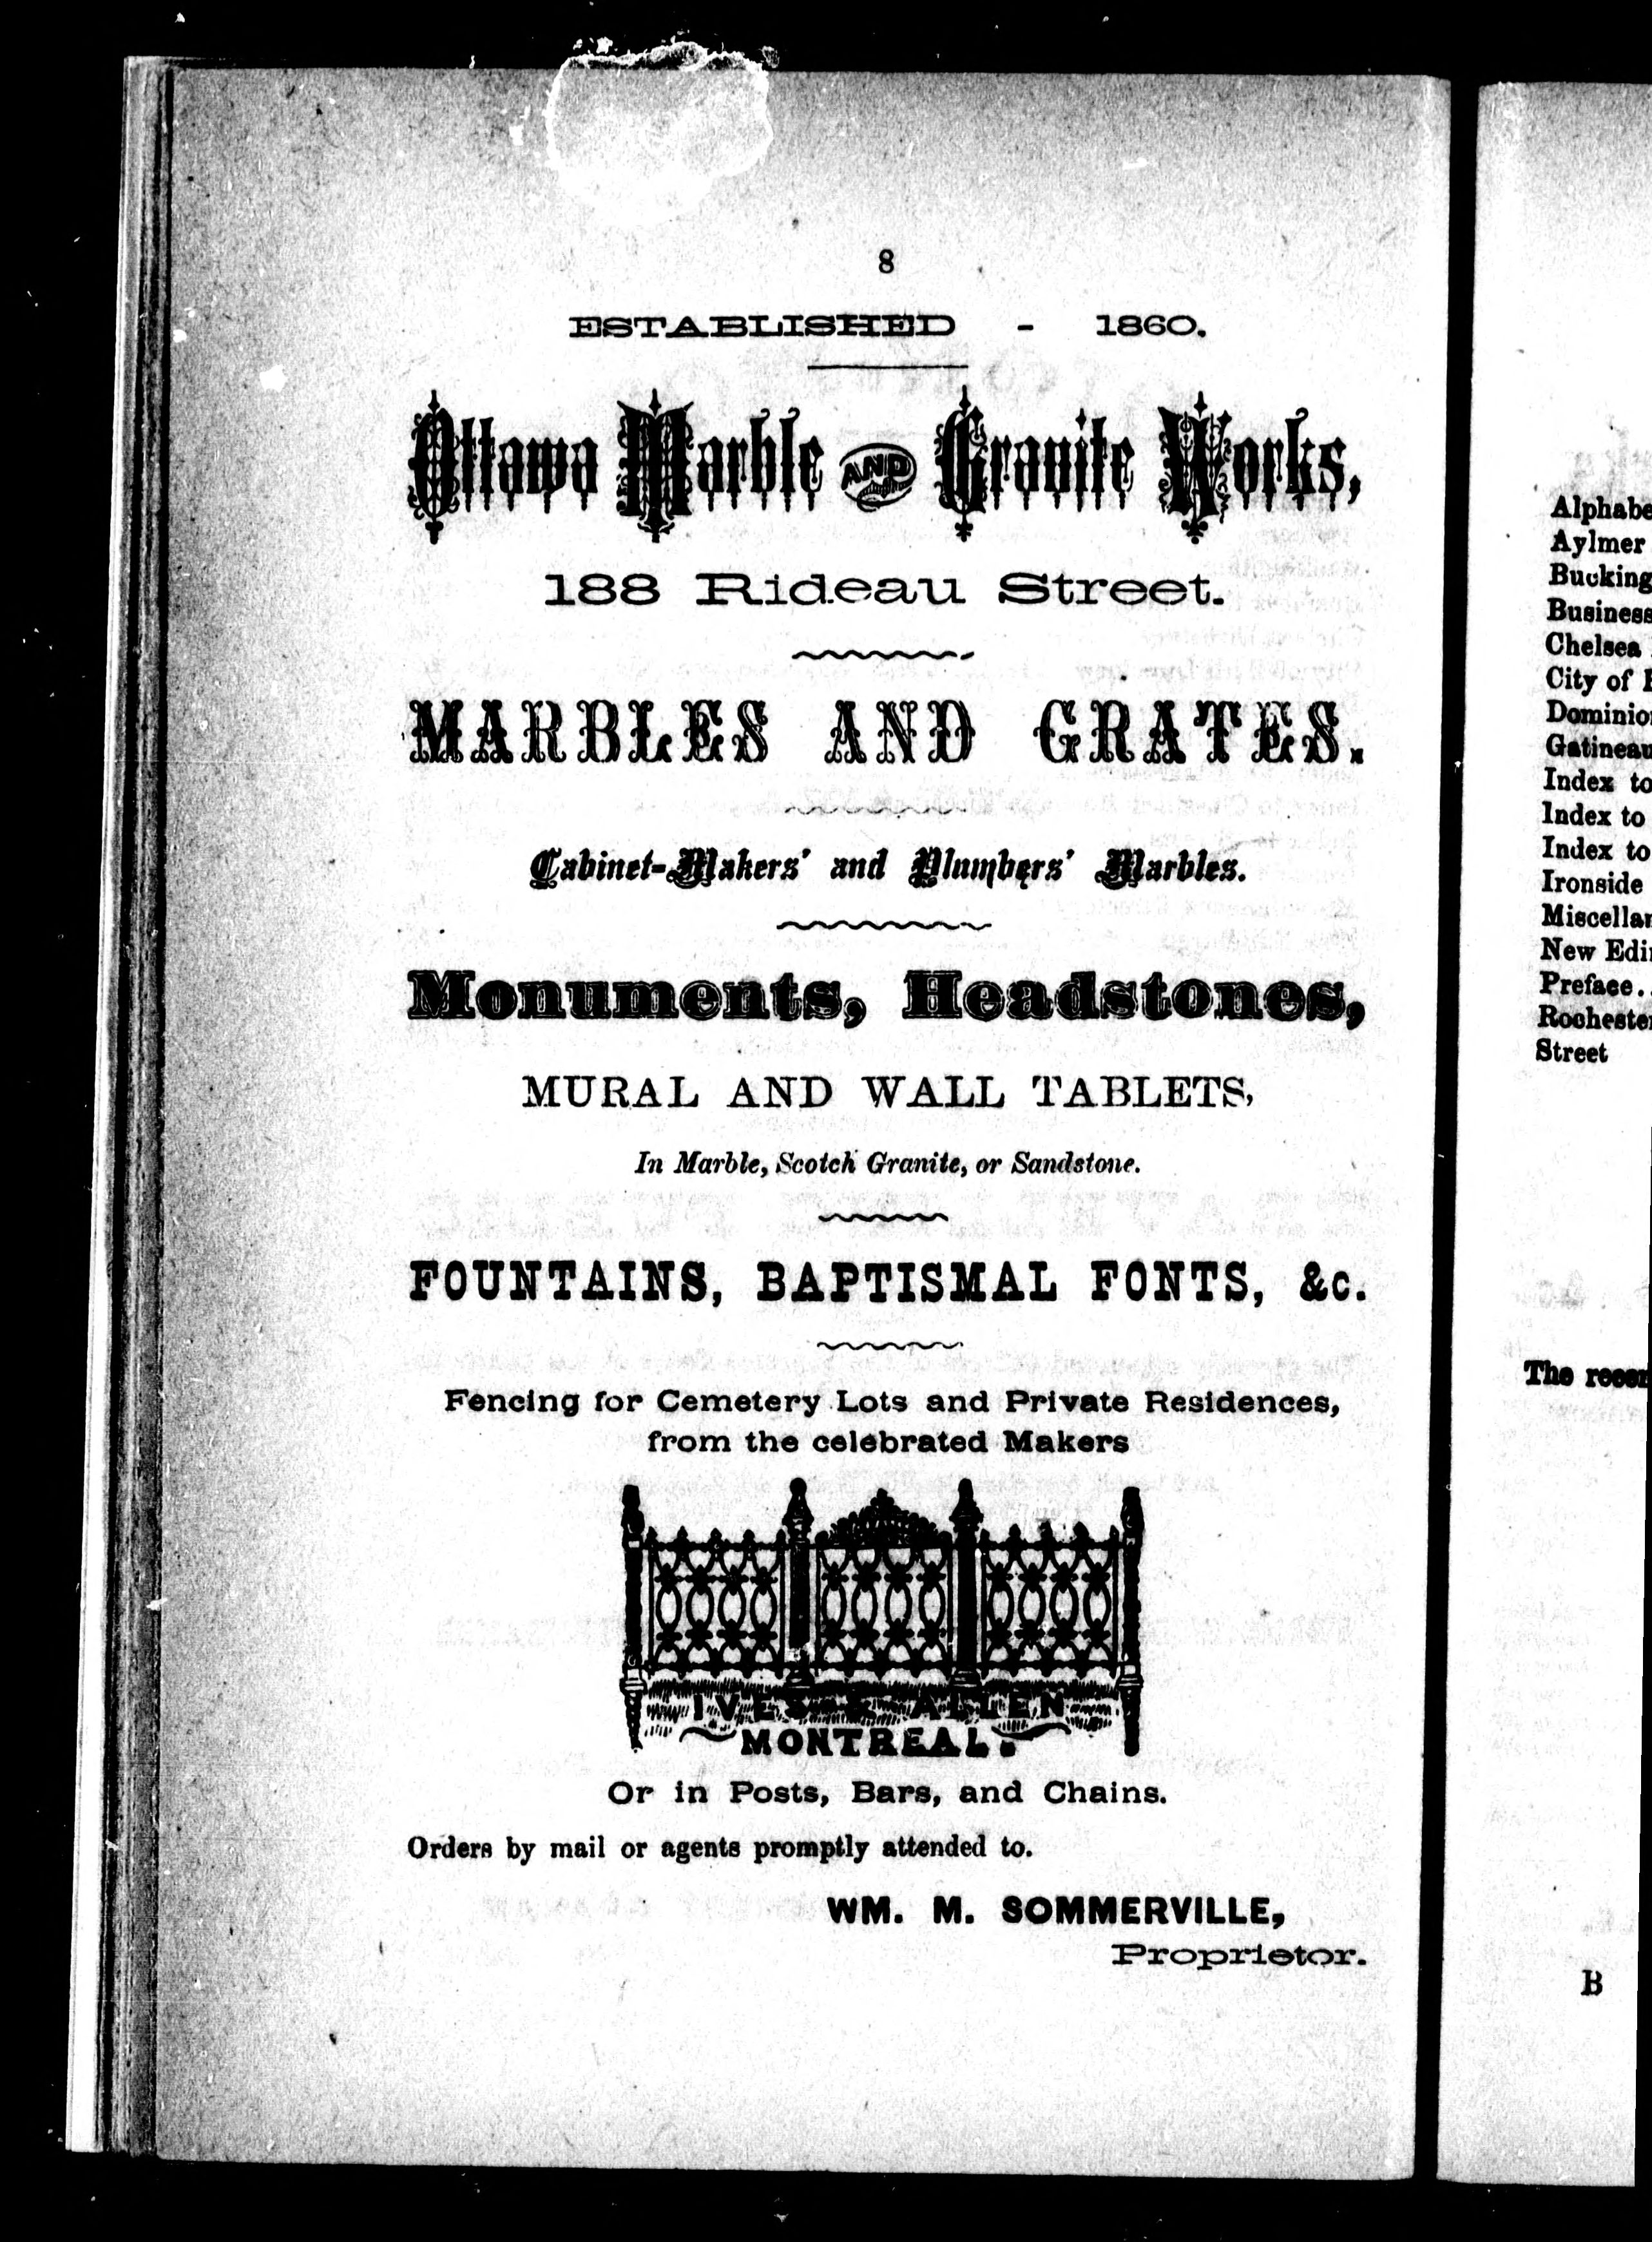 8
ESTABLISHED - 1860.
Ottawa Marble AND Granite Works,
188 Rideau Street.
MARBLES AND GRATES.
Cabinet-Makers' and Plumbers' Marbles.
Monuments, Headstones,
MURAL AND WALL TABLETS,
In Marble, Scotch Granite, or Sandstone.
FOUNTAINS, BAPTISMAL FONTS, &c.
Fencing for Cemetery Lots and Private Residences,
from the celebrated Makers
IVES & ALLEN
MONTREAL.
Or in Posts, Bars, and Chains.
Orders by mail or agents promptly attended to.
WM. M. SOMMERVILLE,
Proprietor.
Alphabe
Aylmer
Bucking
Business
Chelsea
City of
Dominio
Gatineau
Index to
Index to
Index to
Ironside
Miscellan
New Edi
Preface..
Rochester
Street
The
B